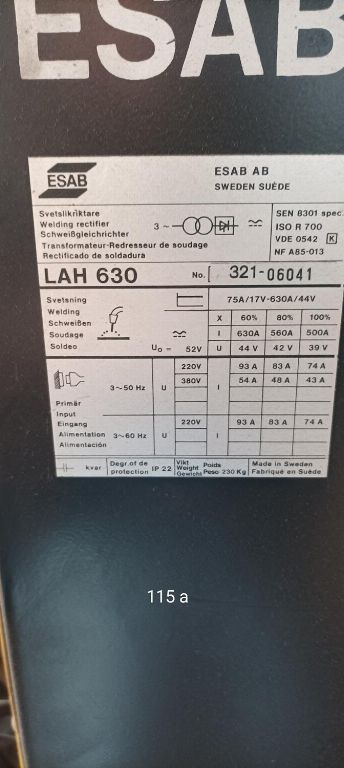 ESAB
ESAB
ESAB AB
SWEDEN SUÈDE
Svetslikriktare
Welding rectifier
Schweißgleichrichter
Transformateur-Redresseur de soudage
Rectificado de soldadura
3 ~
SEN 8301 spec.
ISO R 700
VDE 0542 K
NF A85-013
LAH 630 No. 321-06041
Svetsning
Welding
Schweißen
Soudage
Soldeo
75A/17V-630A/44V
X 60% 80% 100%
I 630A 560A 500A
U₀ = 52V U 44 V 42 V 39 V
3~50 Hz U 220V I 93 A 83 A 74 A
380V 54 A 48 A 43 A
Primär
Input
Eingang
Alimentation
Alimentación
3~60 Hz U 220V I 93 A 83 A 74 A
kvar
Degr.of de protection IP 22
Vikt Weight Gewicht Poids Peso 230 Kg
Made in Sweden
Fabriqué en Suède
115 a